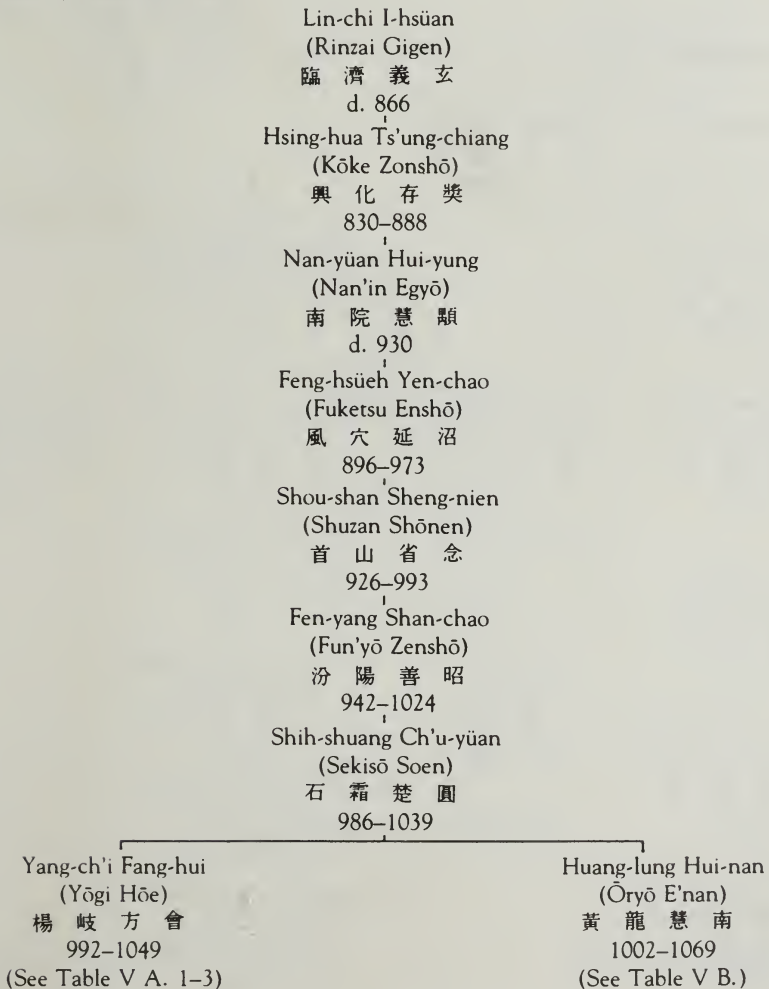 Lin-chi I-hsüan
(Rinzai Gigen)
臨 濟 義 玄
d. 866
Hsing-hua Ts'ung-chiang
(Kōke Zonshō)
興 化 存 奬
830–888
Nan-yüan Hui-yung
(Nan'in Egyō)
南 院 慧 顒
d. 930
Feng-hsüeh Yen-chao
(Fuketsu Enshō)
風 穴 延 沼
896–973
Shou-shan Sheng-nien
(Shuzan Shōnen)
首 山 省 念
926–993
Fen-yang Shan-chao
(Fun'yō Zenshō)
汾 陽 善 昭
942–1024
Shih-shuang Ch'u-yüan
(Sekisō Soen)
石 霜 楚 圓
986–1039
Yang-ch'i Fang-hui
(Yōgi Hōe)
楊 岐 方 會
992–1049
(See Table V A. 1–3)
Huang-lung Hui-nan
(Ōryō E'nan)
黃 龍 慧 南
1002–1069
(See Table V B.)